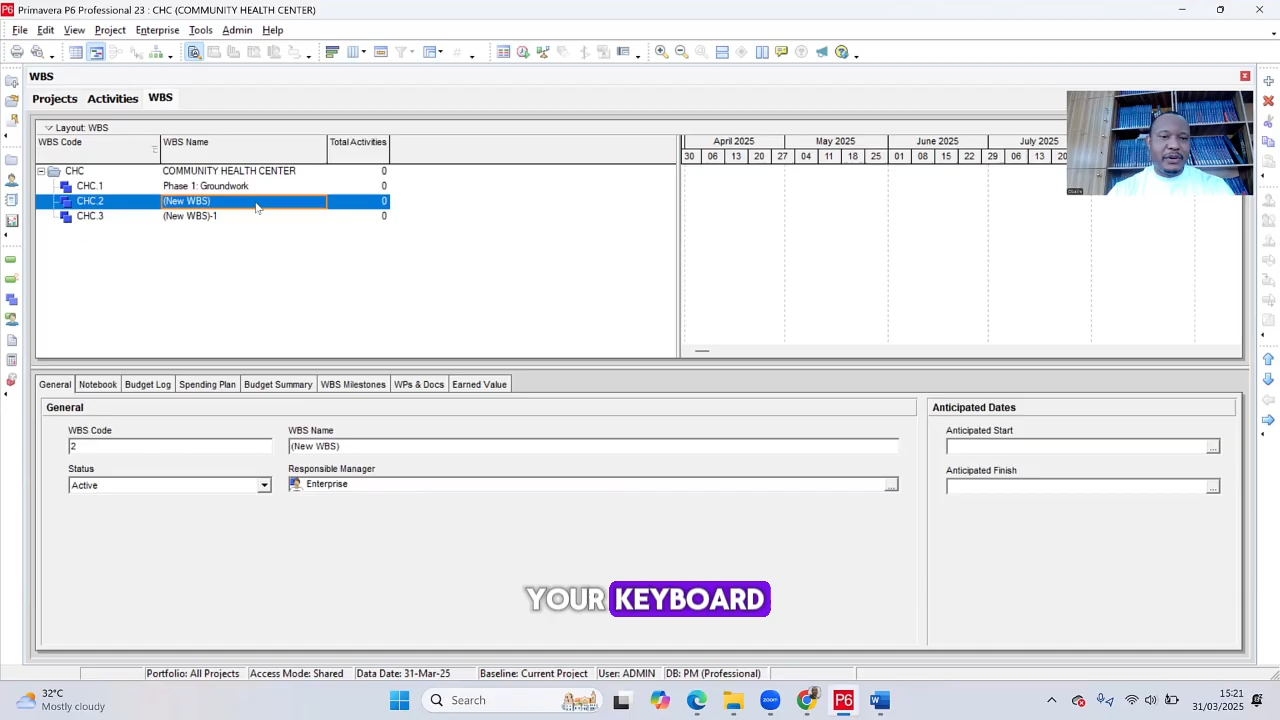 Primavera P6 Professional 23 : CHC (COMMUNITY HEALTH CENTER)
File Edit View Project Enterprise Tools Admin Help
WBS
Projects Activities WBS
Layout: WBS
WBS Code WBS Name Total Activities
April 2025 May 2025 June 2025 July 2025
30 06 13 20 27 04 11 18 25 01 08 15 22 29 06 13 20
CHC COMMUNITY HEALTH CENTER 0
CHC.1 Phase 1: Groundwork 0
CHC.2 (New WBS) 0
CHC.3 (New WBS)-1 0
General Notebook Budget Log Spending Plan Budget Summary WBS Milestones WPs & Docs Earned Value
General
WBS Code WBS Name
2 (New WBS)
Status Responsible Manager
Active Enterprise
Anticipated Dates
Anticipated Start
Anticipated Finish
YOUR KEYBOARD
Portfolio: All Projects Access Mode: Shared Data Date: 31-Mar-25 Baseline: Current Project User: ADMIN DB: PM (Professional)
32°C
Mostly cloudy
Search
zoom
P6
15:21
31/03/2025